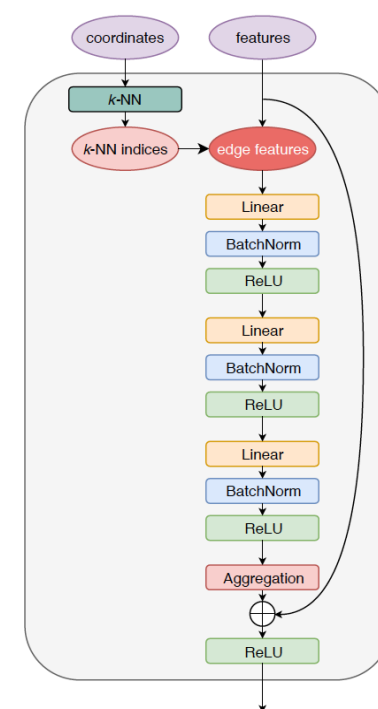 coordinates
features
k-NN
k-NN indices
edge features
Linear
BatchNorm
ReLU
Linear
BatchNorm
ReLU
Linear
BatchNorm
ReLU
Aggregation
ReLU